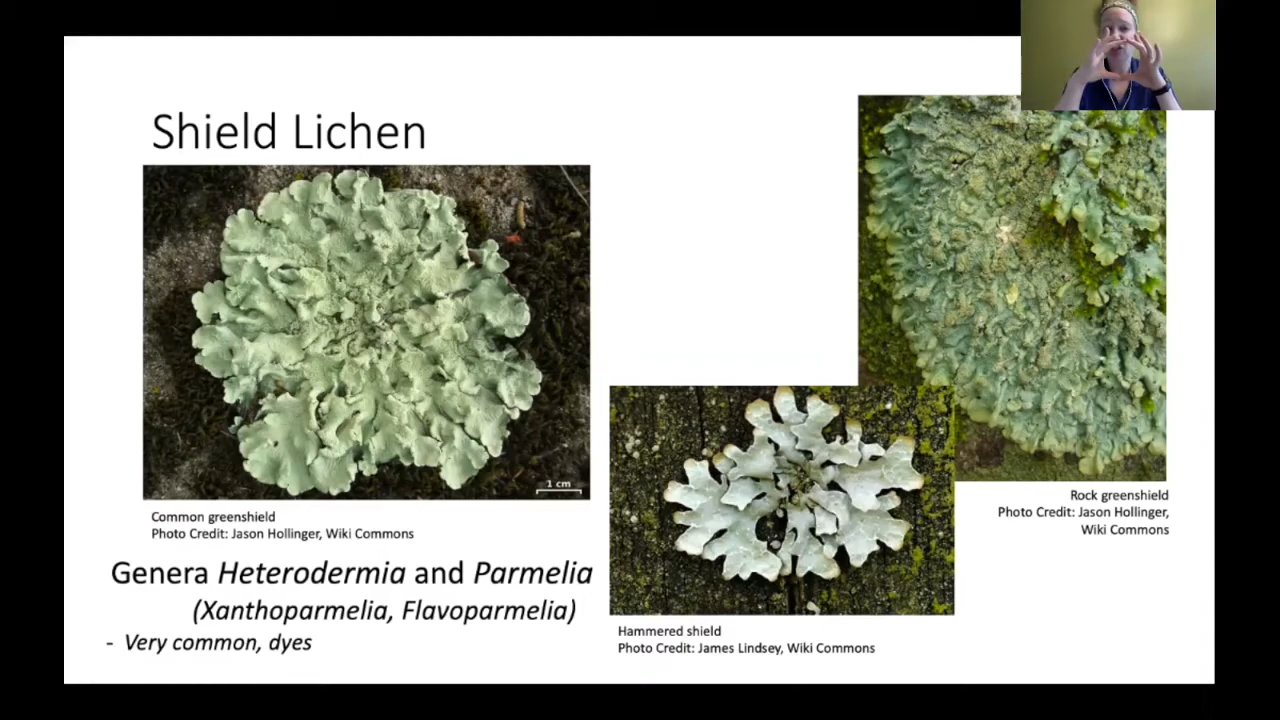 Shield Lichen
1 cm
Common greenshield
Photo Credit: Jason Hollinger, Wiki Commons
Genera Heterodermia and Parmelia
(Xanthoparmelia, Flavoparmelia)
- Very common, dyes
Hammered shield
Photo Credit: James Lindsey, Wiki Commons
Rock greenshield
Photo Credit: Jason Hollinger,
Wiki Commons